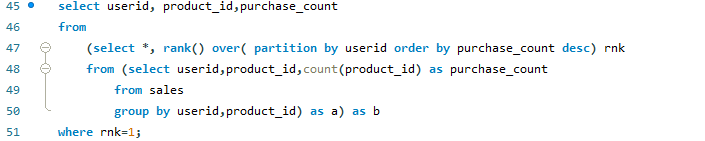 45 select userid, product_id,purchase_count
46 from
47 (select *, rank() over( partition by userid order by purchase_count desc) rnk
48 from (select userid,product_id,count(product_id) as purchase_count
49 from sales
50 group by userid,product_id) as a) as b
51 where rnk=1;